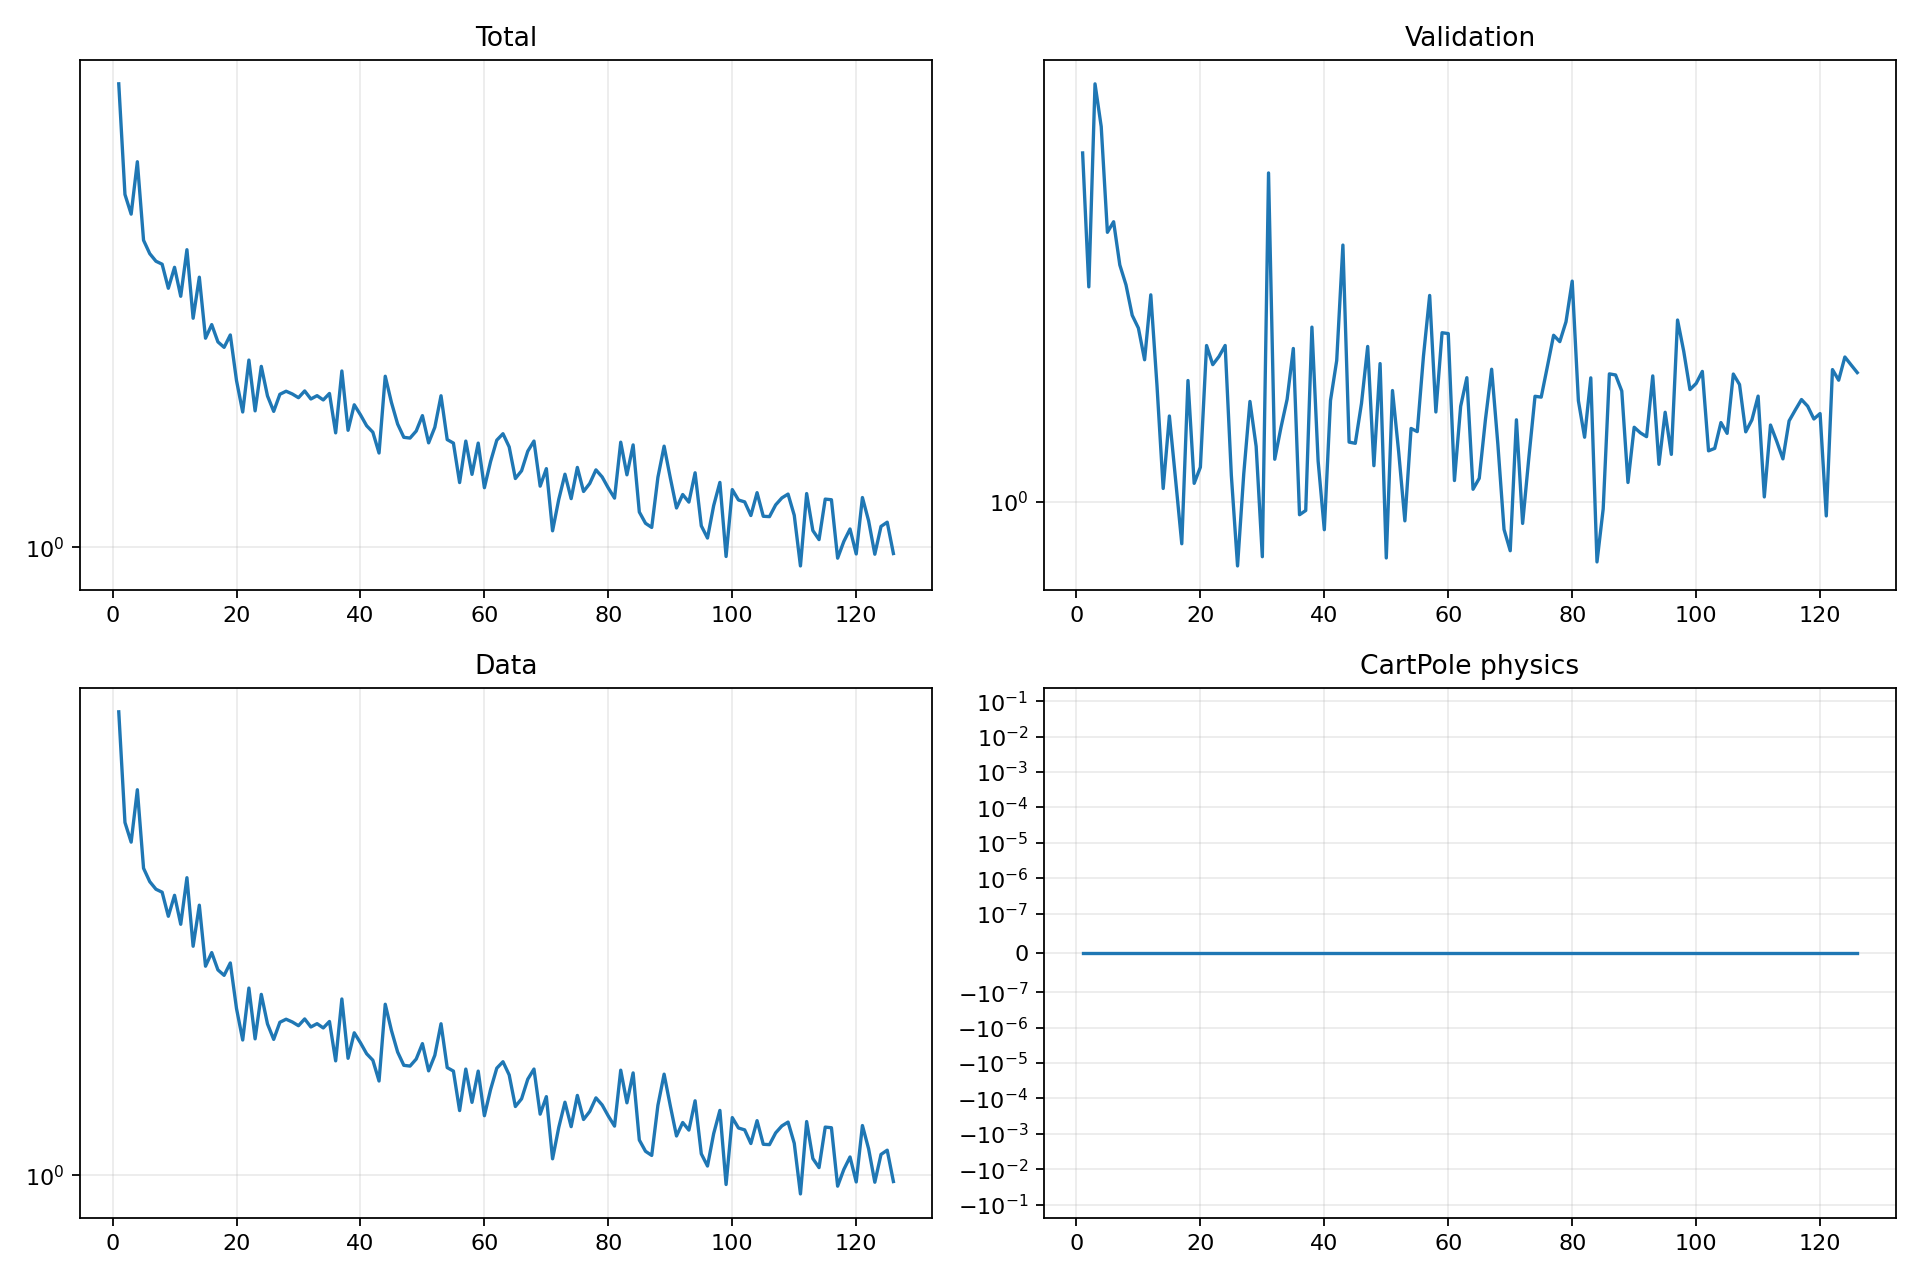 Total
10⁰
0 20 40 60 80 100 120
Validation
10⁰
0 20 40 60 80 100 120
Data
10⁰
0 20 40 60 80 100 120
CartPole physics
10⁻¹
10⁻²
10⁻³
10⁻⁴
10⁻⁵
10⁻⁶
10⁻⁷
0
−10⁻⁷
−10⁻⁶
−10⁻⁵
−10⁻⁴
−10⁻³
−10⁻²
−10⁻¹
0 20 40 60 80 100 120